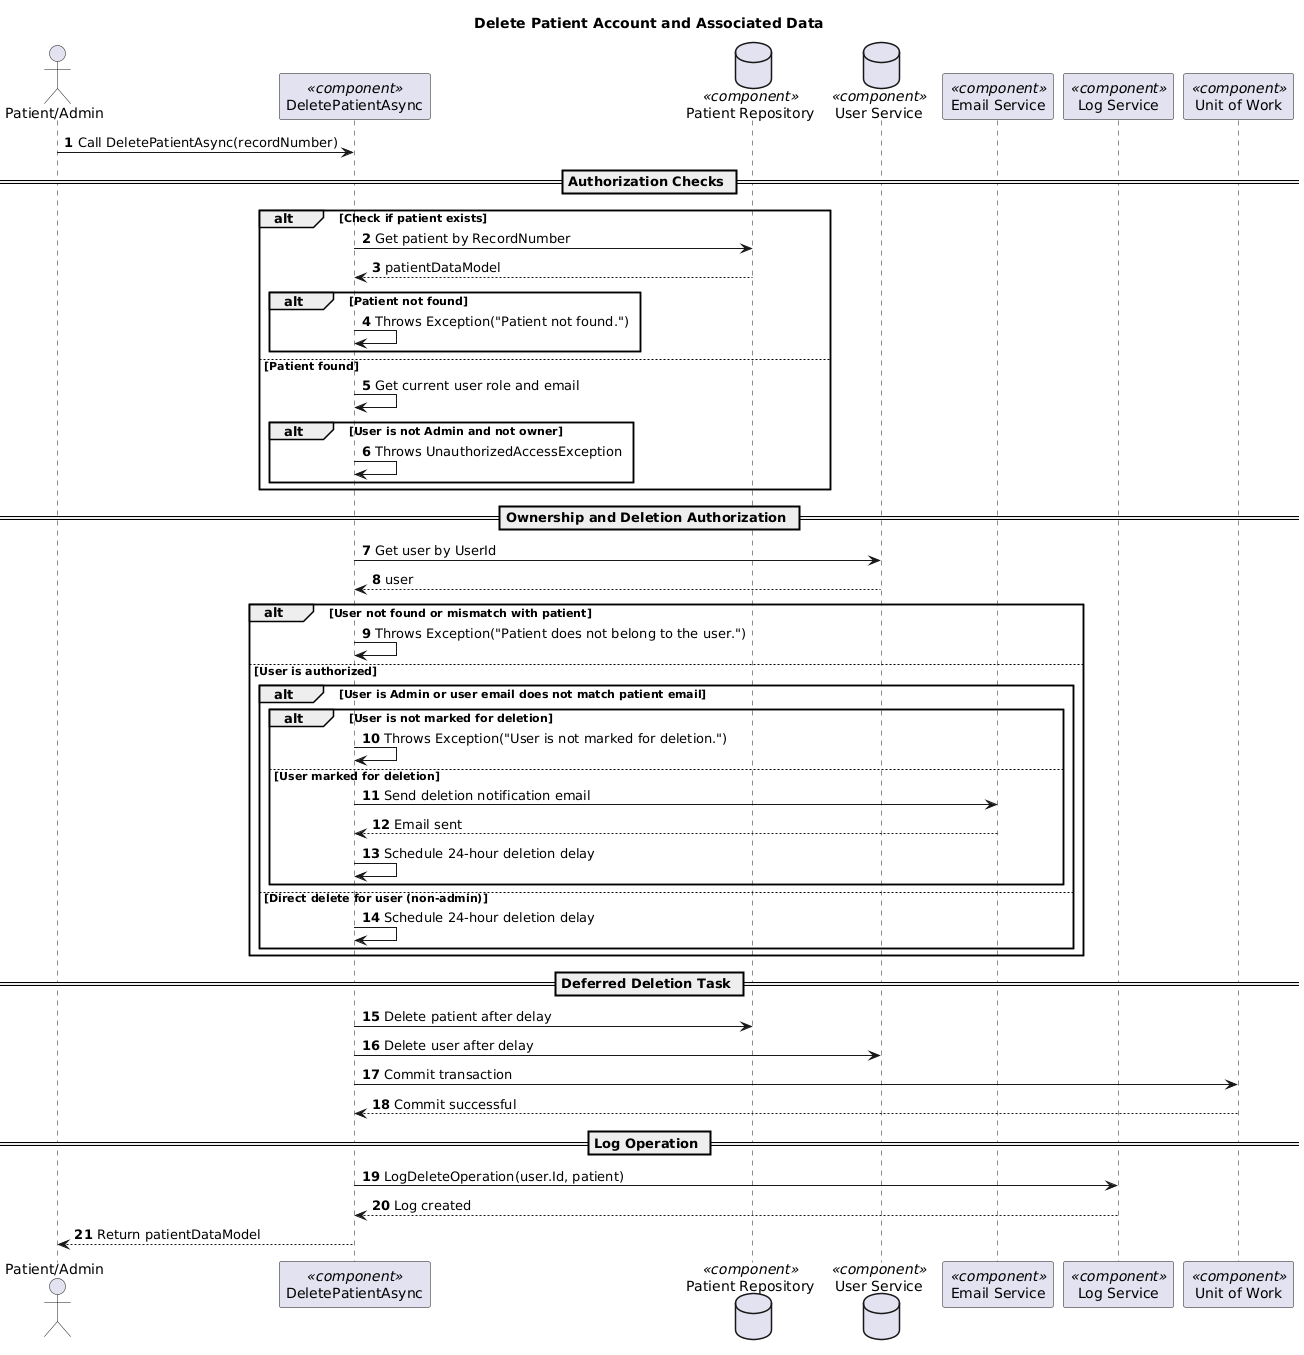 Delete Patient Account and Associated Data
Patient/Admin
«component»
DeletePatientAsync
«component»
Patient Repository
«component»
User Service
«component»
Email Service
«component»
Log Service
«component»
Unit of Work
1 Call DeletePatientAsync(recordNumber)
Authorization Checks
alt [Check if patient exists]
2 Get patient by RecordNumber
3 patientDataModel
alt [Patient not found]
4 Throws Exception("Patient not found.")
[Patient found]
5 Get current user role and email
alt [User is not Admin and not owner]
6 Throws UnauthorizedAccessException
Ownership and Deletion Authorization
7 Get user by UserId
8 user
alt [User not found or mismatch with patient]
9 Throws Exception("Patient does not belong to the user.")
[User is authorized]
alt [User is Admin or user email does not match patient email]
alt [User is not marked for deletion]
10 Throws Exception("User is not marked for deletion.")
[User marked for deletion]
11 Send deletion notification email
12 Email sent
13 Schedule 24-hour deletion delay
[Direct delete for user (non-admin)]
14 Schedule 24-hour deletion delay
Deferred Deletion Task
15 Delete patient after delay
16 Delete user after delay
17 Commit transaction
18 Commit successful
Log Operation
19 LogDeleteOperation(user.Id, patient)
20 Log created
21 Return patientDataModel
Patient/Admin
«component»
DeletePatientAsync
«component»
Patient Repository
«component»
User Service
«component»
Email Service
«component»
Log Service
«component»
Unit of Work